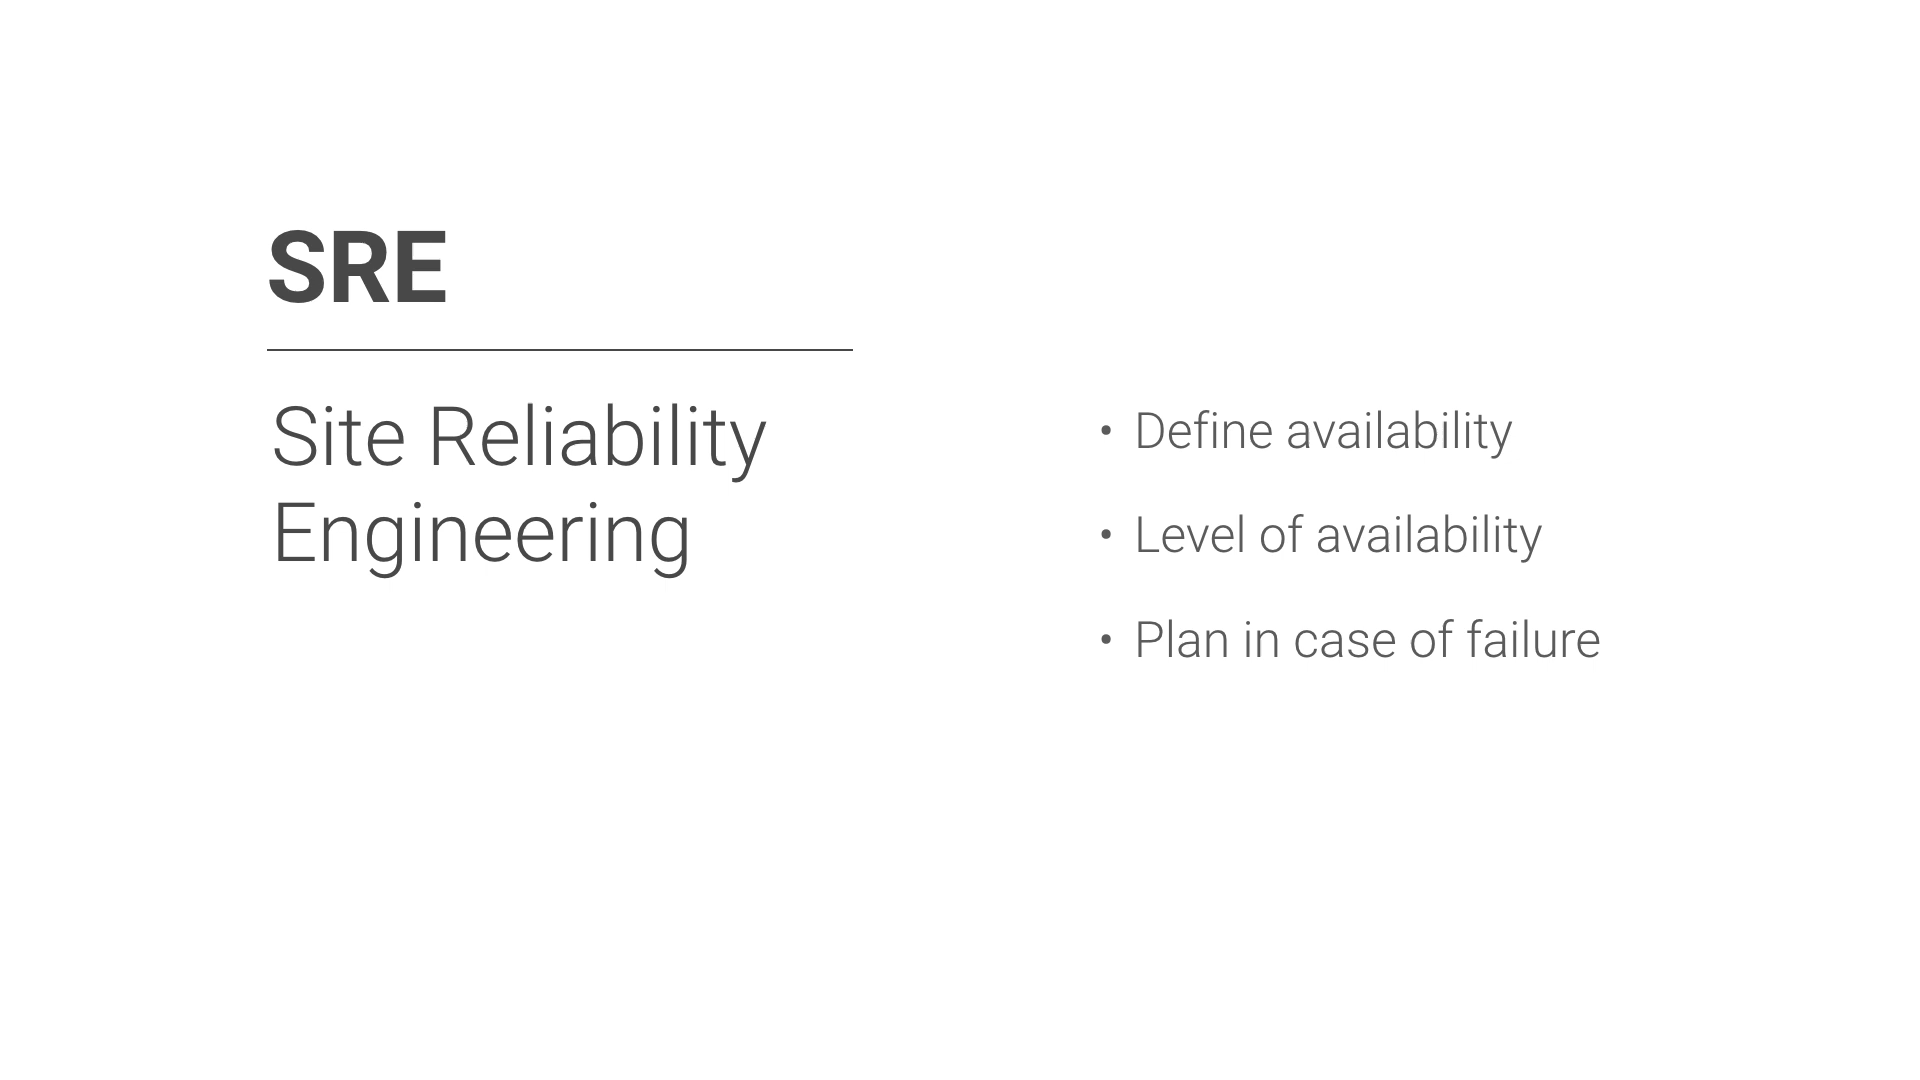 SRE
Site Reliability
Engineering
• Define availability
• Level of availability
• Plan in case of failure